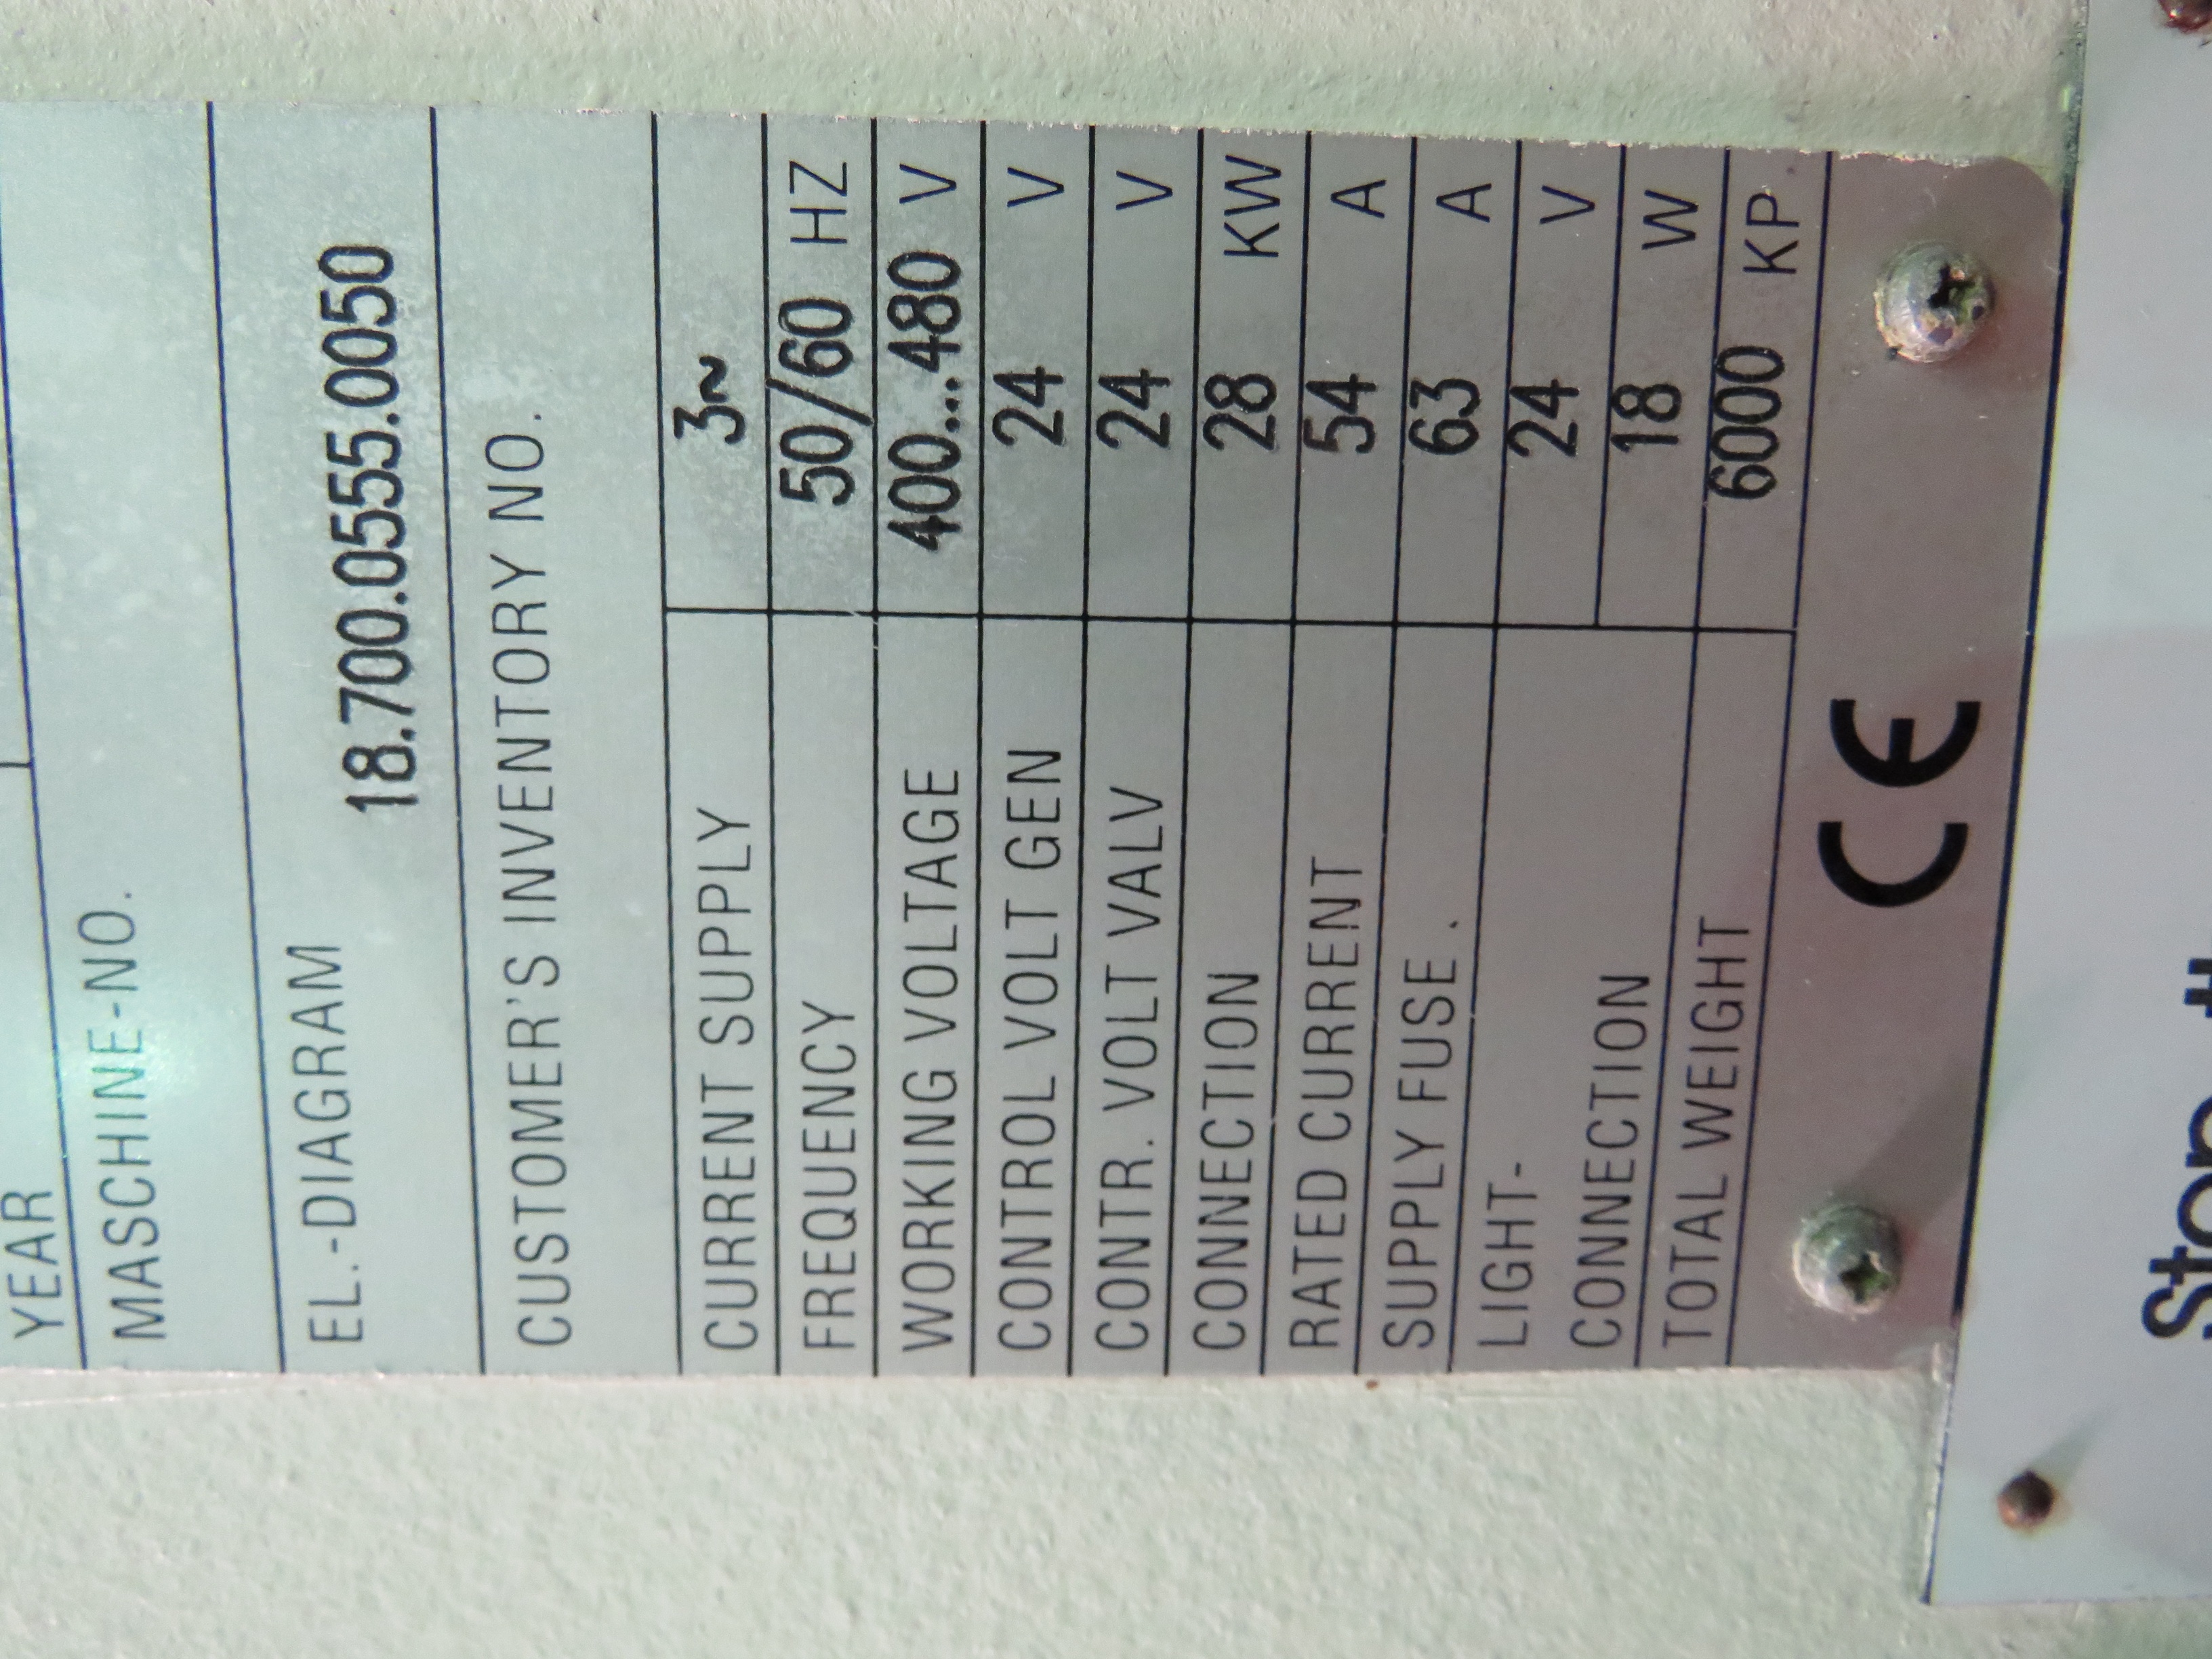 YEAR
MASCHINE-NO.
EL.-DIAGRAM
18.700.0555.0050
CUSTOMER'S INVENTORY NO.
CURRENT SUPPLY 3~
FREQUENCY 50/60 HZ
WORKING VOLTAGE 400...480 V
CONTROL VOLT GEN 24 V
CONTR. VOLT VALV 24 V
CONNECTION 28 KW
RATED CURRENT 54 A
SUPPLY FUSE. 63 A
LIGHT- 24 V
CONNECTION 18 W
TOTAL WEIGHT 6000 KP
CE